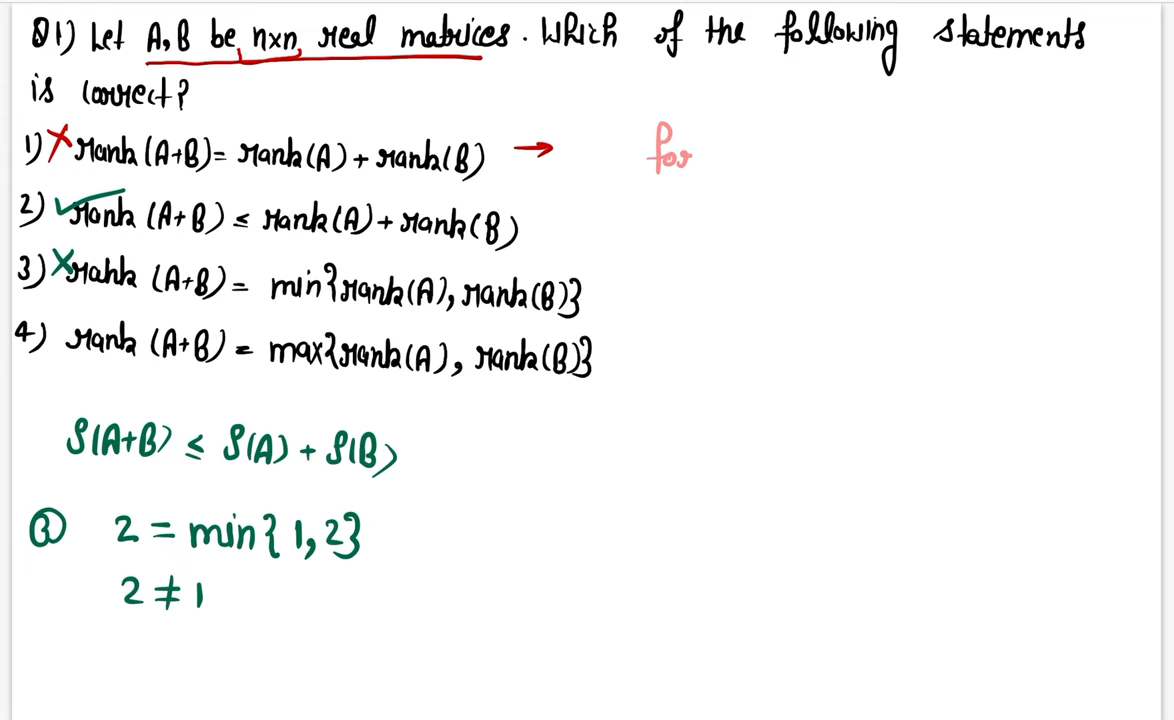 Q1) Let A,B be n×n real matrices. Which of the following statements
is correct?
1) ✗ rank (A+B)= rank(A) + rank(B) → for
2) ✓ rank (A+B) ≤ rank(A) + rank(B)
3) ✗ rank (A+B) = min{rank(A), rank(B)}
4) rank (A+B) = max{rank(A), rank(B)}
ρ(A+B) ≤ ρ(A) + ρ(B)
③ 2 = min{1,2}
2 ≠ 1